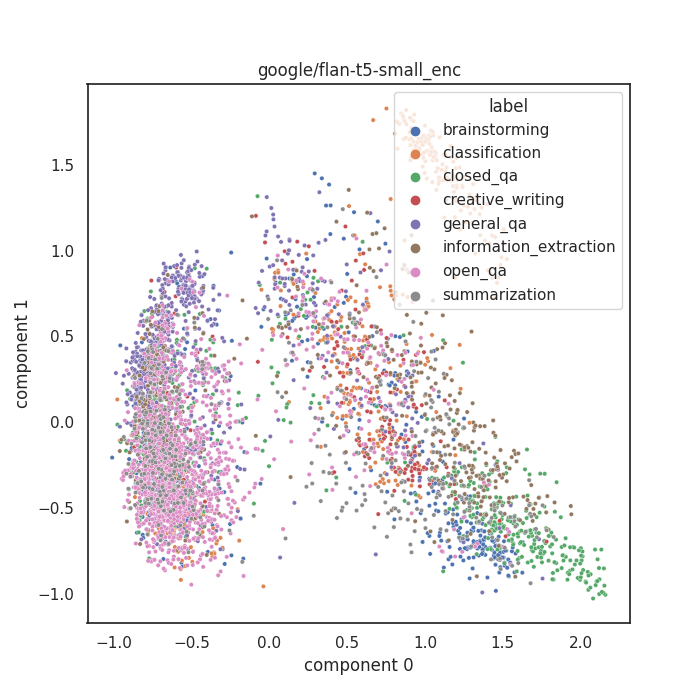 google/flan-t5-small_enc
label
brainstorming
classification
closed_qa
creative_writing
general_qa
information_extraction
open_qa
summarization
component 1
1.5
1.0
0.5
0.0
−0.5
−1.0
−1.0 −0.5 0.0 0.5 1.0 1.5 2.0
component 0